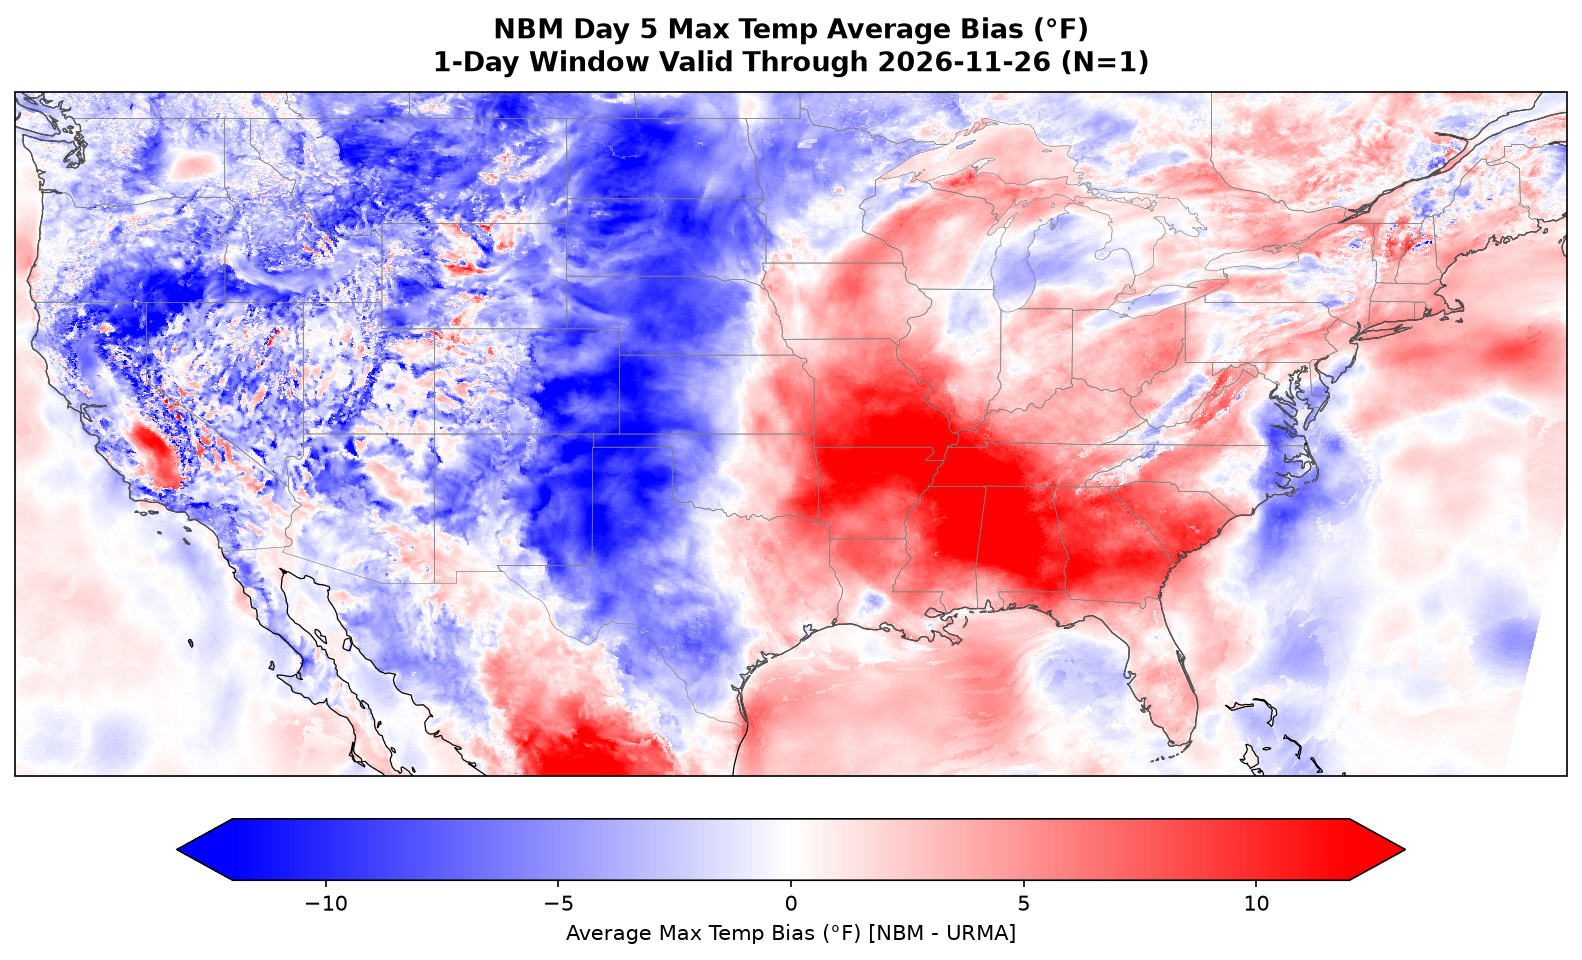 NBM Day 5 Max Temp Average Bias (°F)
1-Day Window Valid Through 2026-11-26 (N=1)
−10 −5 0 5 10
Average Max Temp Bias (°F) [NBM - URMA]